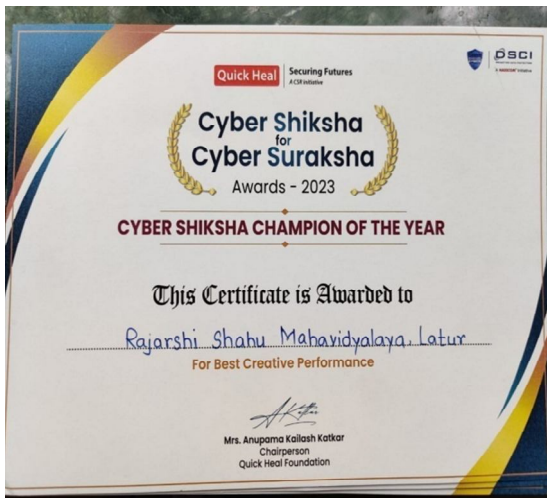 Quick Heal
Securing Futures
A CSR Initiative
DSCI
Cyber Shiksha
for
Cyber Suraksha
Awards - 2023
CYBER SHIKSHA CHAMPION OF THE YEAR
This Certificate is Awarded to
Rajarshi Shahu Mahavidyalaya, Latur
For Best Creative Performance
Mrs. Anupama Kailash Katkar
Chairperson
Quick Heal Foundation